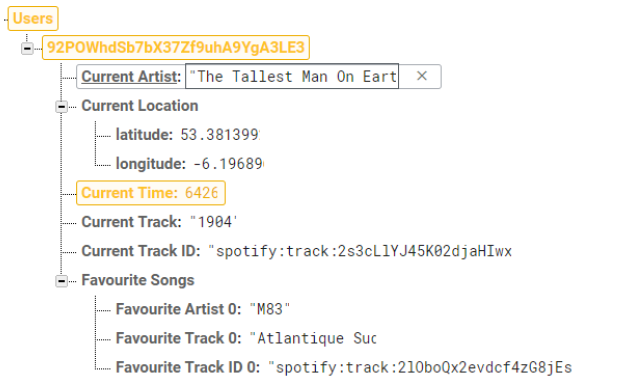 Users
92POWhdSb7bX37Zf9uhA9YgA3LE3
Current Artist: "The Tallest Man On Eart
Current Location
latitude: 53.381399
longitude: -6.19689
Current Time: 6426
Current Track: "1904"
Current Track ID: "spotify:track:2s3cLlYJ45K02djaHIwx
Favourite Songs
Favourite Artist 0: "M83"
Favourite Track 0: "Atlantique Suc
Favourite Track ID 0: "spotify:track:2lOboQx2evdcf4zG8jEs